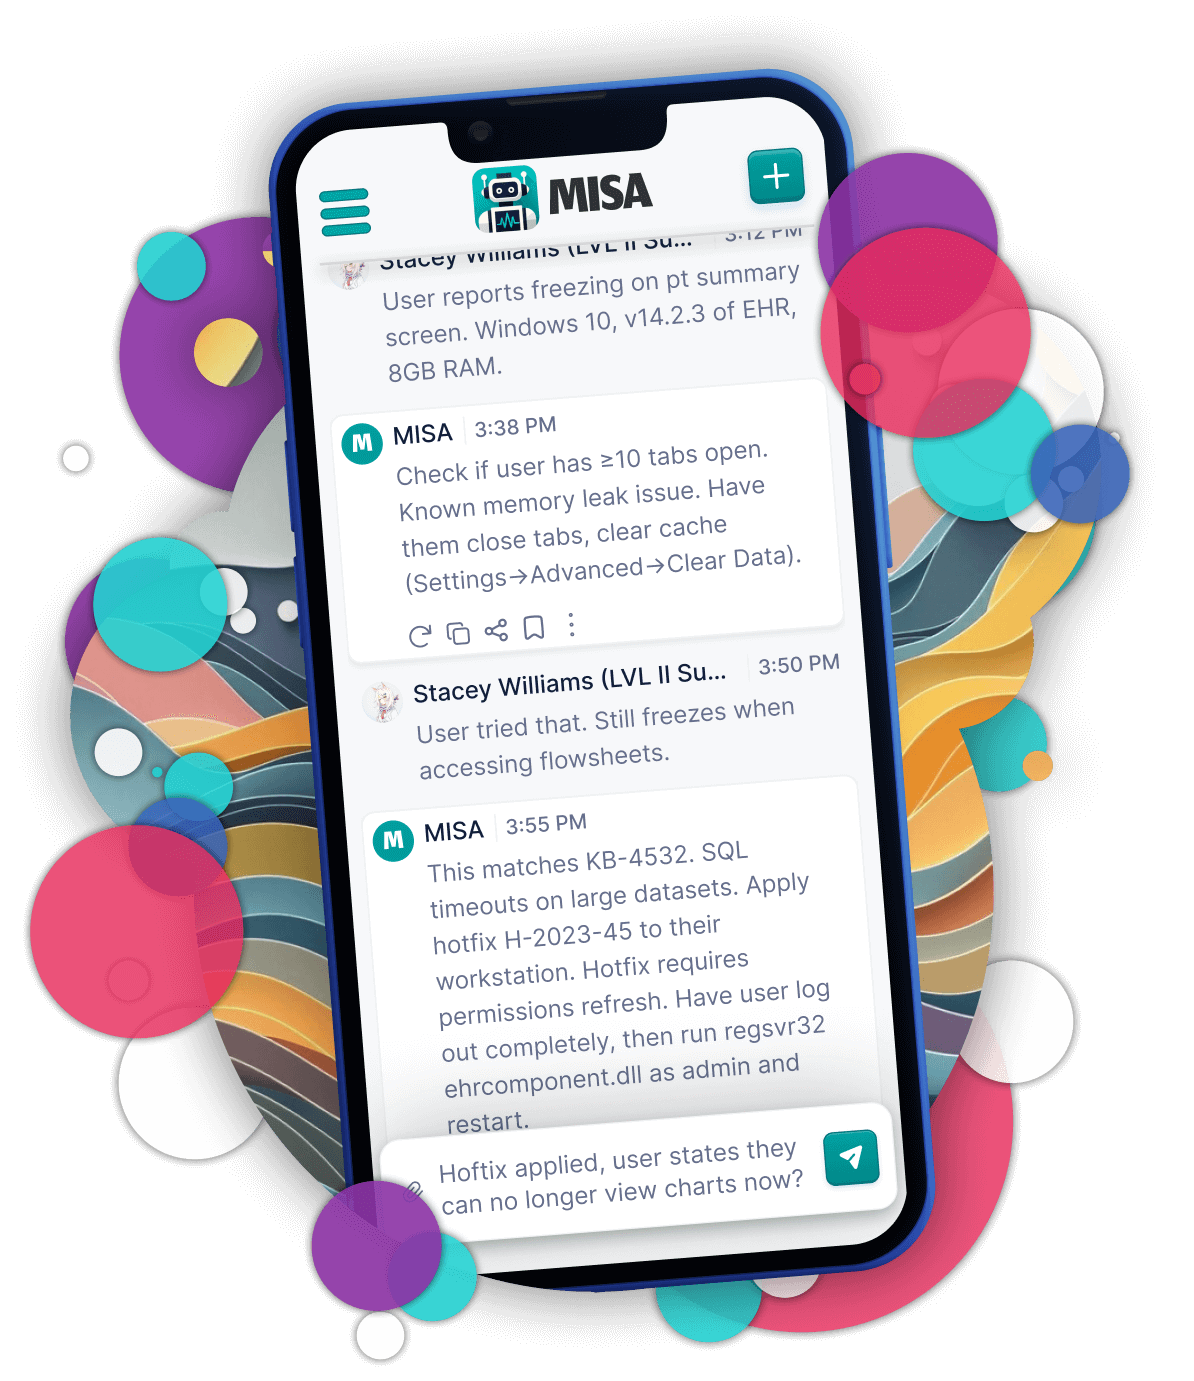 MISA
Stacey Williams (LVL II Su... 3:12 PM
User reports freezing on pt summary
screen. Windows 10, v14.2.3 of EHR,
8GB RAM.
M MISA 3:38 PM
Check if user has ≥10 tabs open.
Known memory leak issue. Have
them close tabs, clear cache
(Settings→Advanced→Clear Data).
Stacey Williams (LVL II Su... 3:50 PM
User tried that. Still freezes when
accessing flowsheets.
M MISA 3:55 PM
This matches KB-4532. SQL
timeouts on large datasets. Apply
hotfix H-2023-45 to their
workstation. Hotfix requires
permissions refresh. Have user log
out completely, then run regsvr32
ehrcomponent.dll as admin and
restart.
Hoftix applied, user states they
can no longer view charts now?